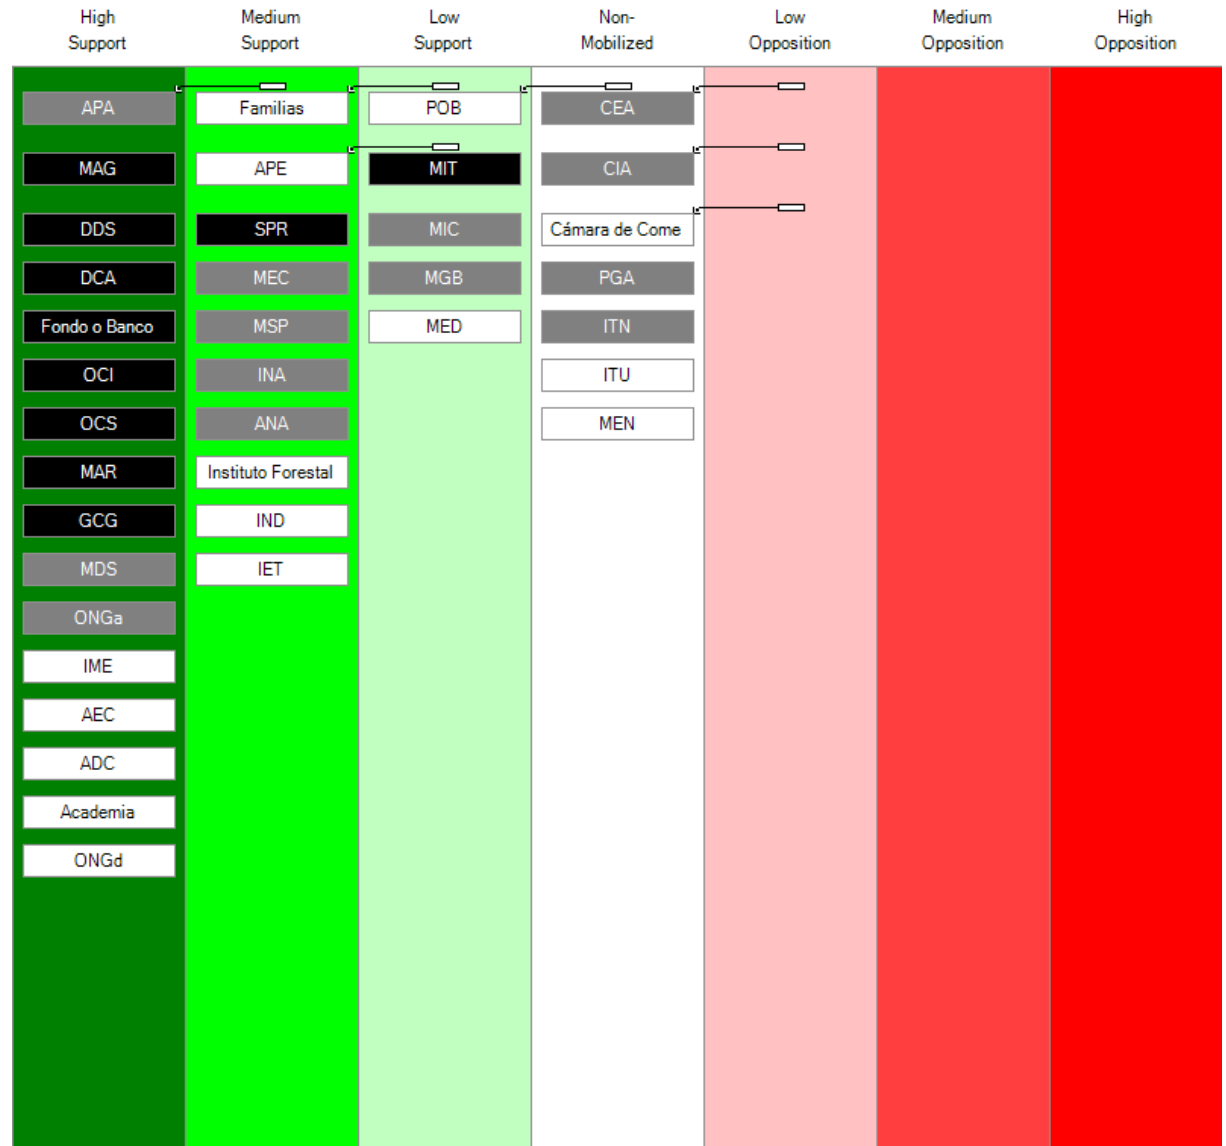 High Support
Medium Support
Low Support
Non-Mobilized
Low Opposition
Medium Opposition
High Opposition
APA
MAG
DDS
DCA
Fondo o Banco
OCI
OCS
MAR
GCG
MDS
ONGa
IME
AEC
ADC
Academia
ONGd
Familias
APE
SPR
MEC
MSP
INA
ANA
Instituto Forestal
IND
IET
POB
MIT
MIC
MGB
MED
CEA
CIA
Cámara de Come
PGA
ITN
ITU
MEN